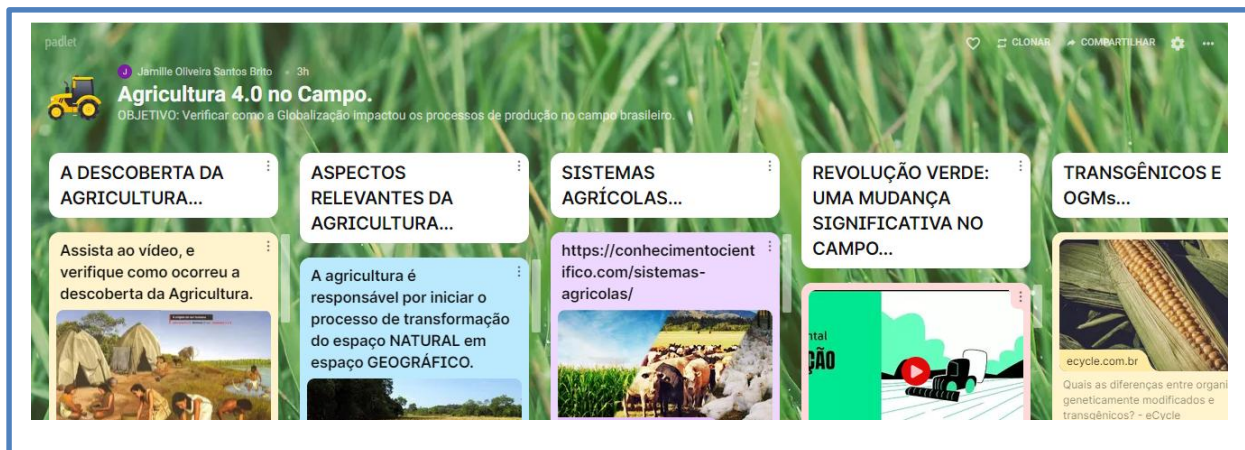 padlet
CLONAR
COMPARTILHAR
J
Jamille Oliveira Santos Brito • 3h
Agricultura 4.0 no Campo.
OBJETIVO: Verificar como a Globalização impactou os processos de produção no campo brasileiro.
A DESCOBERTA DA
AGRICULTURA...
Assista ao vídeo, e
verifique como ocorreu a
descoberta da Agricultura.
ASPECTOS
RELEVANTES DA
AGRICULTURA...
A agricultura é
responsável por iniciar o
processo de transformação
do espaço NATURAL em
espaço GEOGRÁFICO.
SISTEMAS
AGRÍCOLAS...
https://conhecimentocient
ifico.com/sistemas-
agricolas/
REVOLUÇÃO VERDE:
UMA MUDANÇA
SIGNIFICATIVA NO
CAMPO...
ntal
ÇÃO
TRANSGÊNICOS E
OGMs...
ecycle.com.br
Quais as diferenças entre organi
geneticamente modificados e
transgênicos? - eCycle